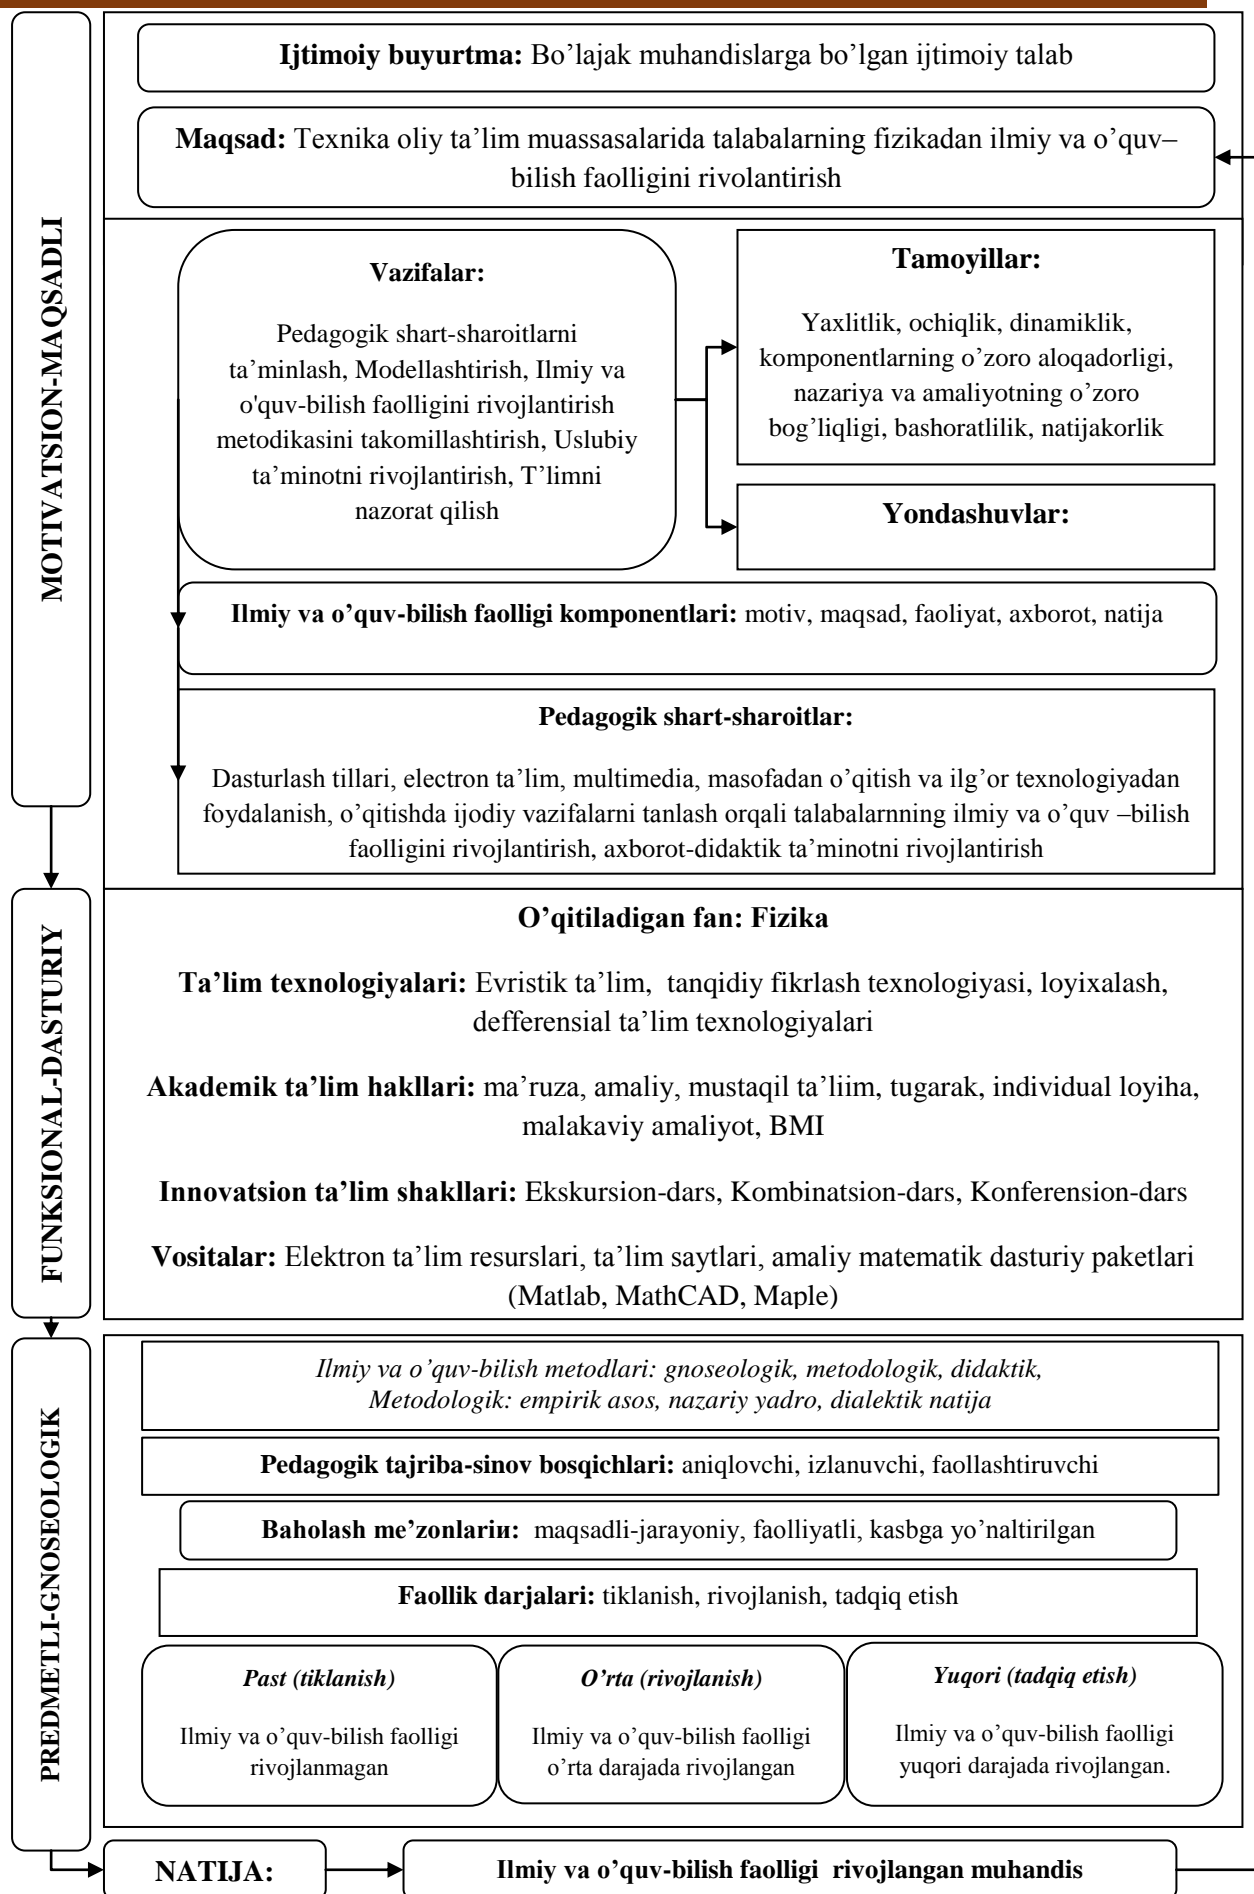 MOTIVATSION-MAQSADLI
Ijtimoiy buyurtma: Bo’lajak muhandislarga bo’lgan ijtimoiy talab
Maqsad: Texnika oliy ta’lim muassasalarida talabalarning fizikadan ilmiy va o’quv–
bilish faolligini rivolantirish
Vazifalar:
Pedagogik shart-sharoitlarni
ta’minlash, Modellashtirish, Ilmiy va
o'quv-bilish faolligini rivojlantirish
metodikasini takomillashtirish, Uslubiy
ta’minotni rivojlantirish, T’limni
nazorat qilish
Tamoyillar:
Yaxlitlik, ochiqlik, dinamiklik,
komponentlarning o’zoro aloqadorligi,
nazariya va amaliyotning o’zoro
bog’liqligi, bashoratlilik, natijakorlik
Yondashuvlar:
Ilmiy va o’quv-bilish faolligi komponentlari: motiv, maqsad, faoliyat, axborot, natija
Pedagogik shart-sharoitlar:
Dasturlash tillari, electron ta’lim, multimedia, masofadan o’qitish va ilg’or texnologiyadan
foydalanish, o’qitishda ijodiy vazifalarni tanlash orqali talabalarnning ilmiy va o’quv –bilish
faolligini rivojlantirish, axborot-didaktik ta’minotni rivojlantirish
FUNKSIONAL-DASTURIY
O’qitiladigan fan: Fizika
Ta’lim texnologiyalari: Evristik ta’lim, tanqidiy fikrlash texnologiyasi, loyixalash,
defferensial ta’lim texnologiyalari
Akademik ta’lim hakllari: ma’ruza, amaliy, mustaqil ta’liim, tugarak, individual loyiha,
malakaviy amaliyot, BMI
Innovatsion ta’lim shakllari: Ekskursion-dars, Kombinatsion-dars, Konferension-dars
Vositalar: Elektron ta’lim resurslari, ta’lim saytlari, amaliy matematik dasturiy paketlari
(Matlab, MathCAD, Maple)
PREDMETLI-GNOSEOLOGIK
Ilmiy va o’quv-bilish metodlari: gnoseologik, metodologik, didaktik,
Metodologik: empirik asos, nazariy yadro, dialektik natija
Pedagogik tajriba-sinov bosqichlari: aniqlovchi, izlanuvchi, faollashtiruvchi
Baholash me’zonlariи: maqsadli-jarayoniy, faolliyatli, kasbga yo’naltirilgan
Faollik darjalari: tiklanish, rivojlanish, tadqiq etish
Past (tiklanish)
Ilmiy va o’quv-bilish faolligi
rivojlanmagan
O’rta (rivojlanish)
Ilmiy va o’quv-bilish faolligi
o’rta darajada rivojlangan
Yuqori (tadqiq etish)
Ilmiy va o’quv-bilish faolligi
yuqori darajada rivojlangan.
NATIJA:
Ilmiy va o’quv-bilish faolligi rivojlangan muhandis